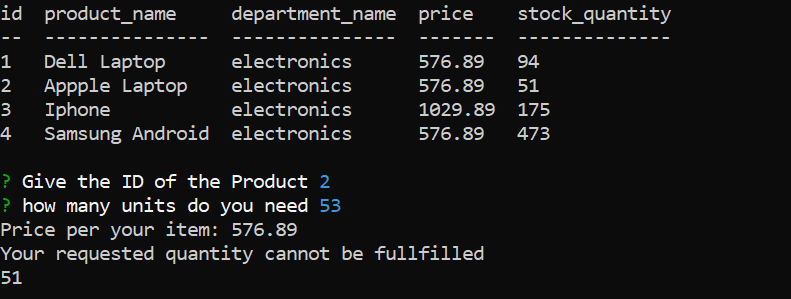 id  product_name     department_name  price    stock_quantity
--  ---------------  ---------------  -------  --------------
1   Dell Laptop      electronics      576.89   94
2   Appple Laptop    electronics      576.89   51
3   Iphone           electronics      1029.89  175
4   Samsung Android  electronics      576.89   473
? Give the ID of the Product 2
? how many units do you need 53
Price per your item: 576.89
Your requested quantity cannot be fullfilled
51